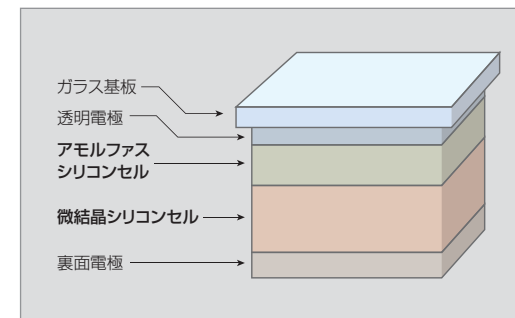 ガラス基板
透明電極
アモルファス
シリコンセル
微結晶シリコンセル
裏面電極